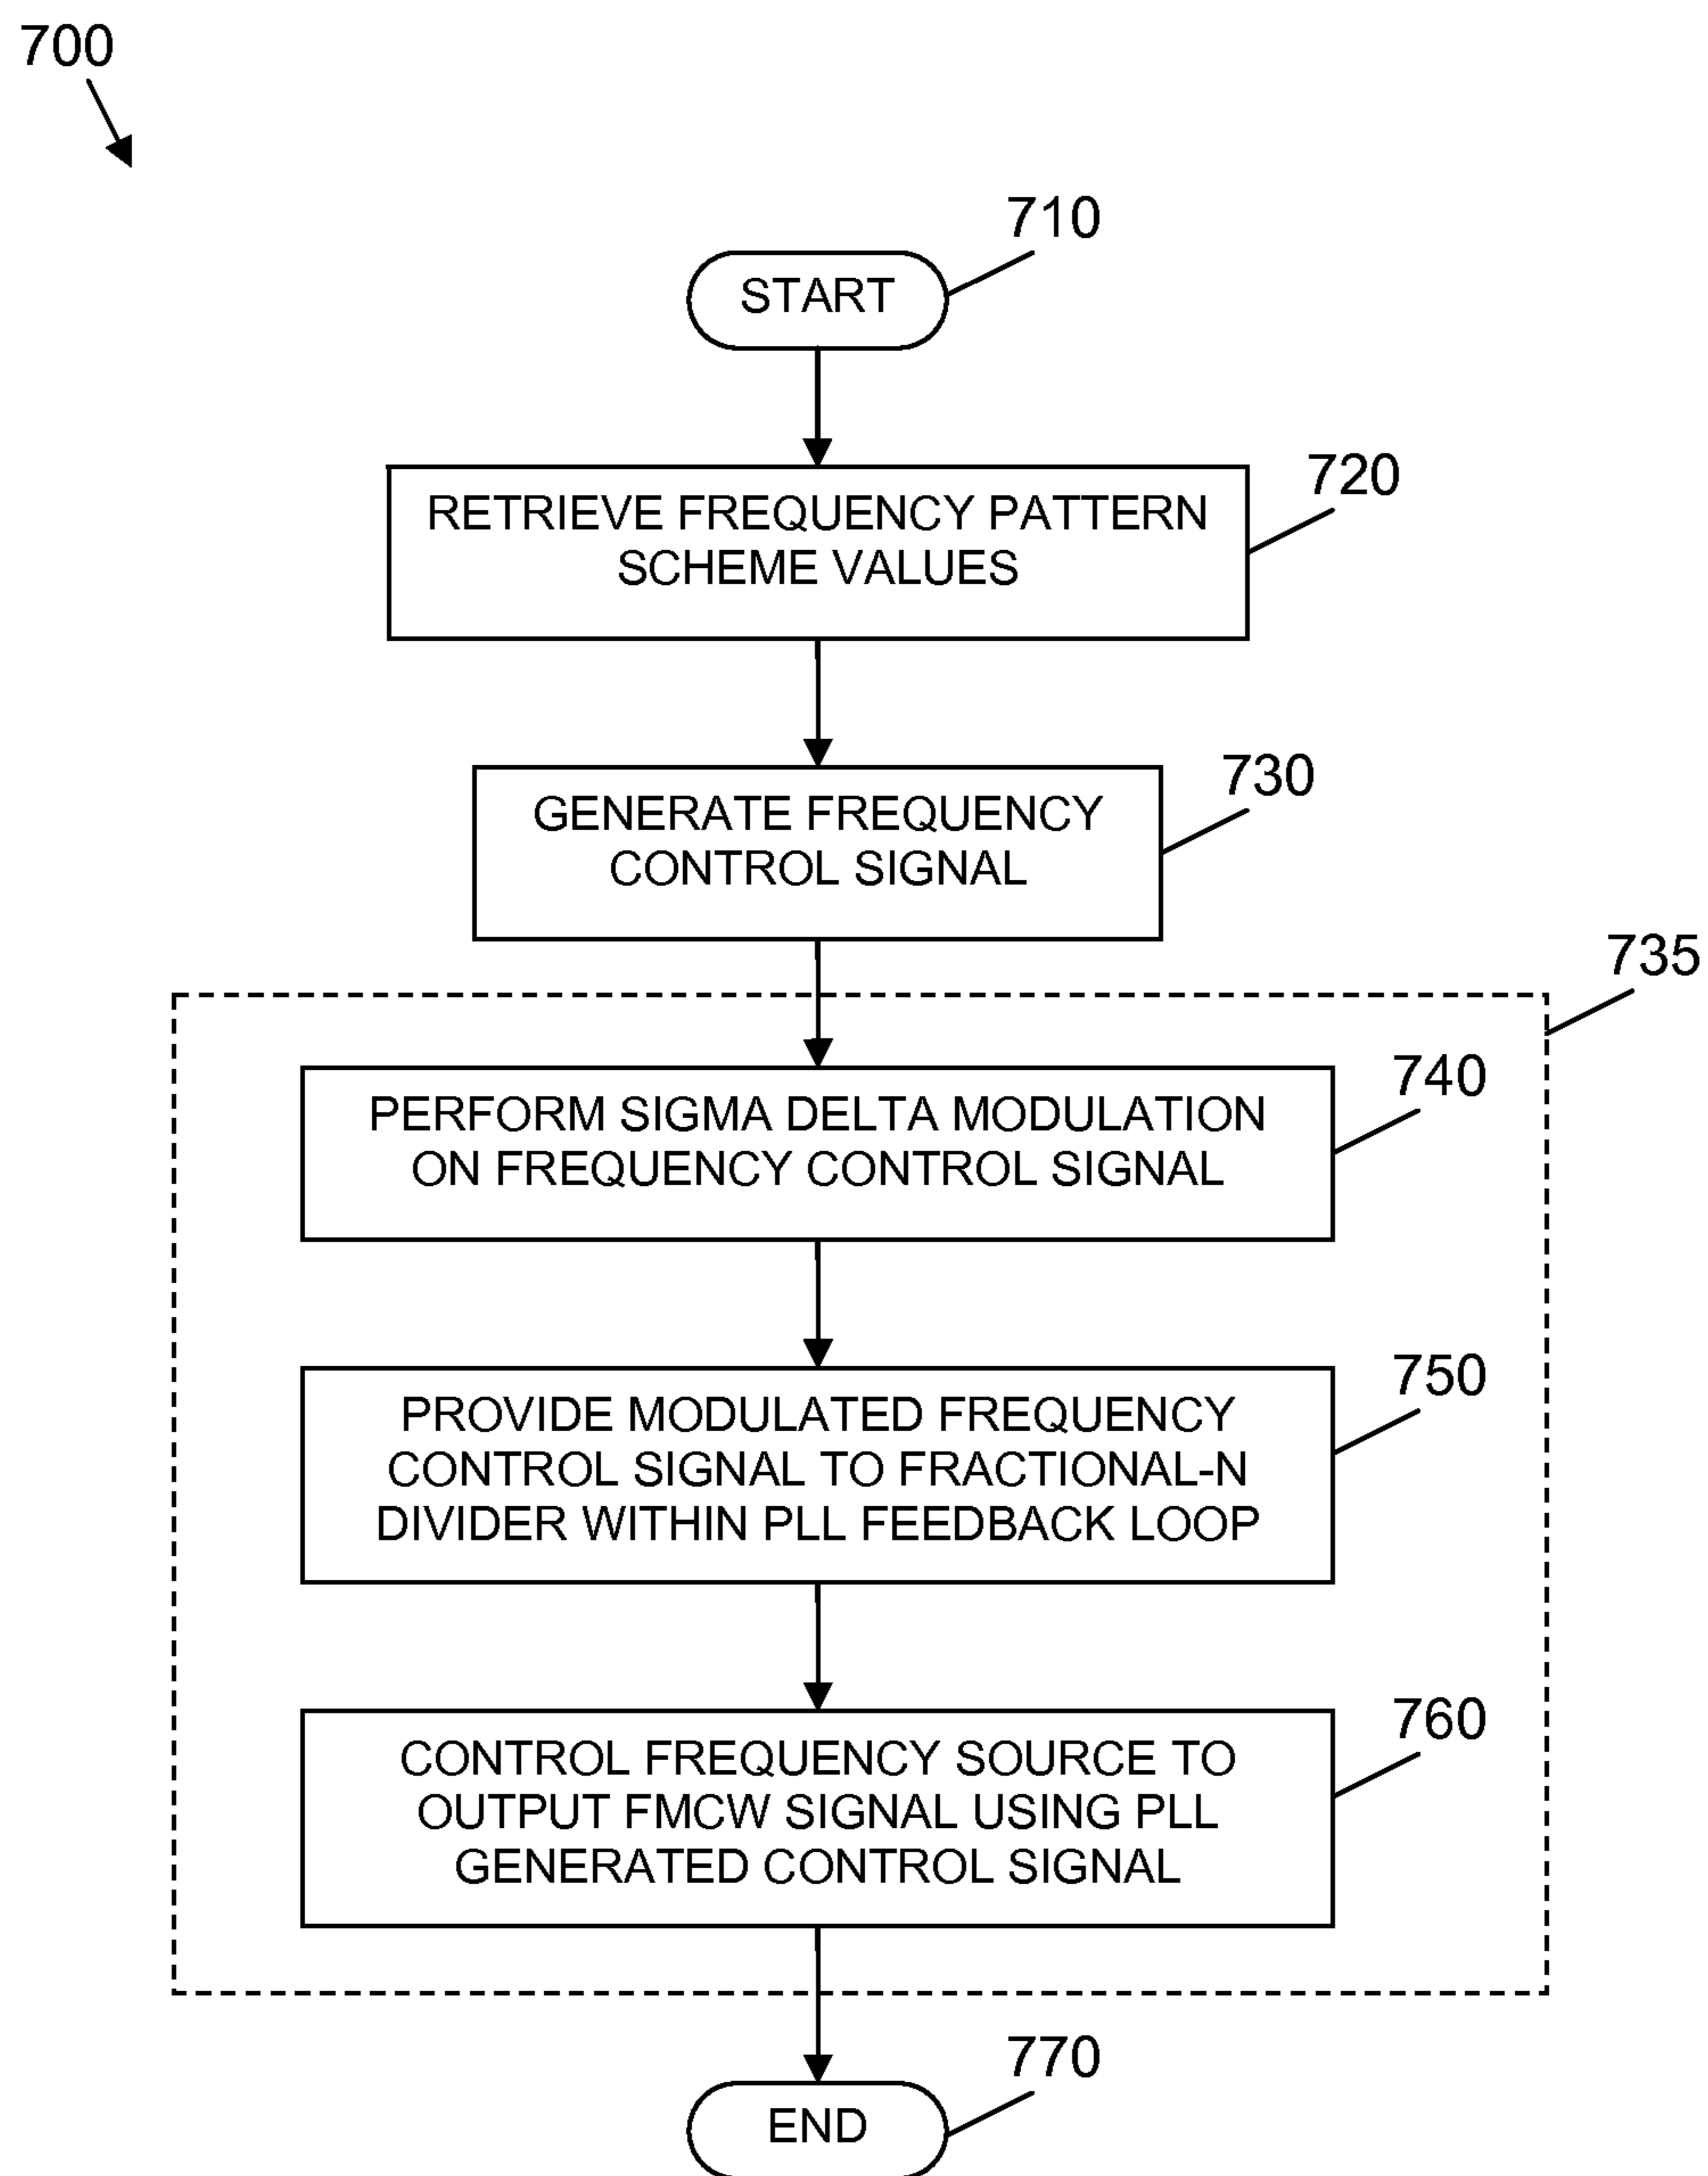 700
710
START
720
RETRIEVE FREQUENCY PATTERN
SCHEME VALUES
730
GENERATE FREQUENCY
CONTROL SIGNAL
735
740
PERFORM SIGMA DELTA MODULATION
ON FREQUENCY CONTROL SIGNAL
750
PROVIDE MODULATED FREQUENCY
CONTROL SIGNAL TO FRACTIONAL-N
DIVIDER WITHIN PLL FEEDBACK LOOP
760
CONTROL FREQUENCY SOURCE TO
OUTPUT FMCW SIGNAL USING PLL
GENERATED CONTROL SIGNAL
770
END